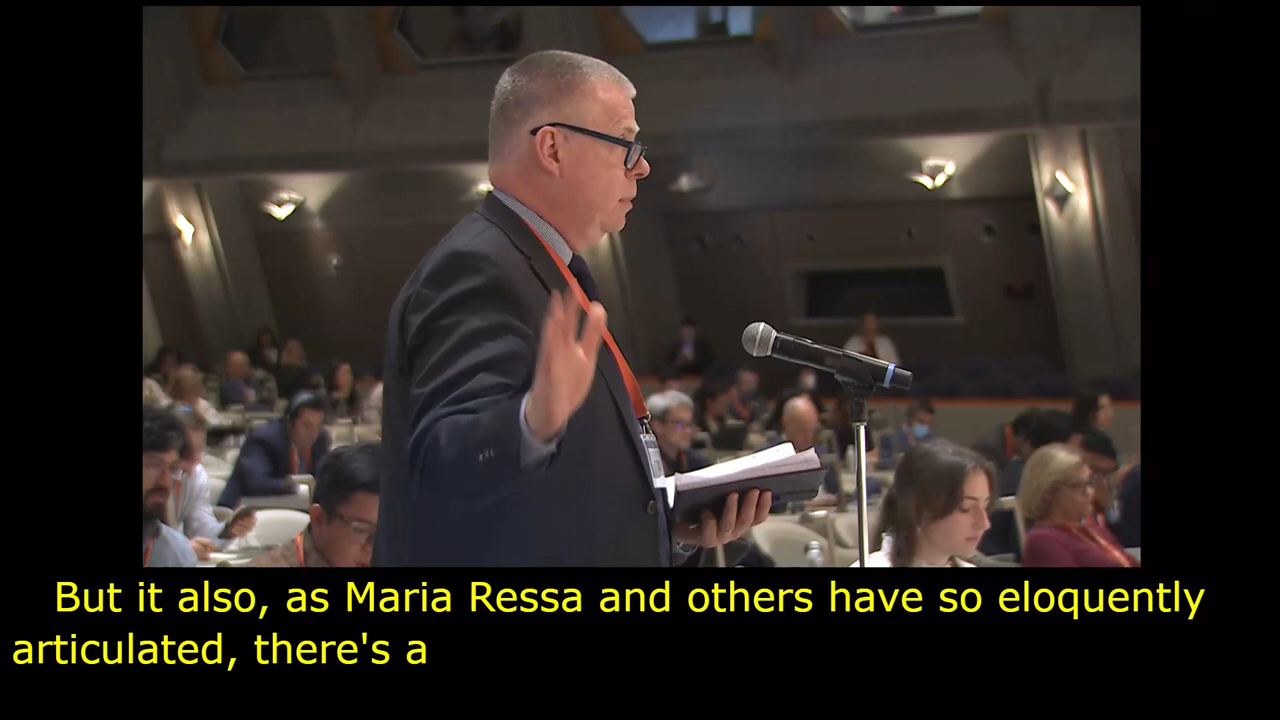 But it also, as Maria Ressa and others have so eloquently
articulated, there's a